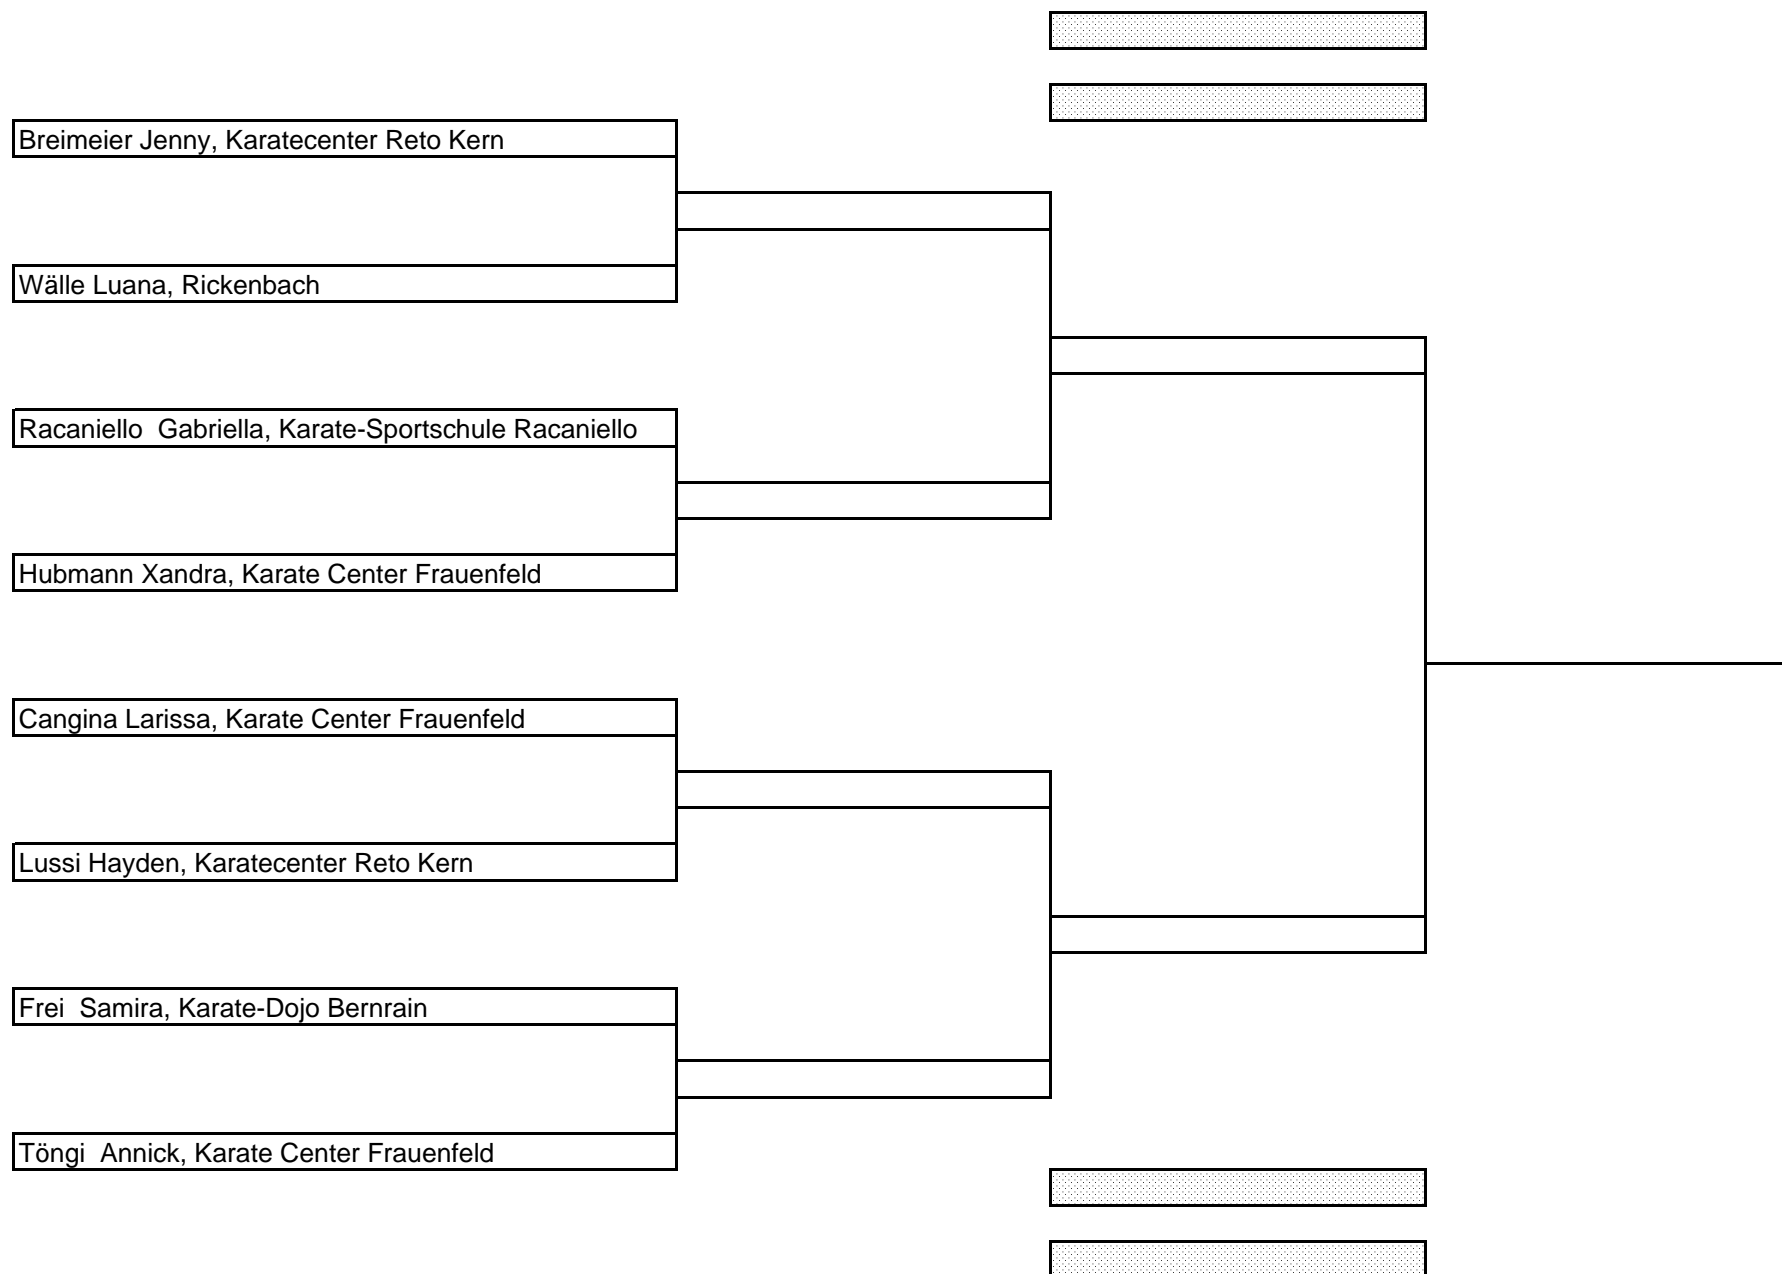 Breimeier Jenny, Karatecenter Reto Kern
Wälle Luana, Rickenbach
Racaniello  Gabriella, Karate-Sportschule Racaniello
Hubmann Xandra, Karate Center Frauenfeld
Cangina Larissa, Karate Center Frauenfeld
Lussi Hayden, Karatecenter Reto Kern
Frei  Samira, Karate-Dojo Bernrain
Töngi  Annick, Karate Center Frauenfeld